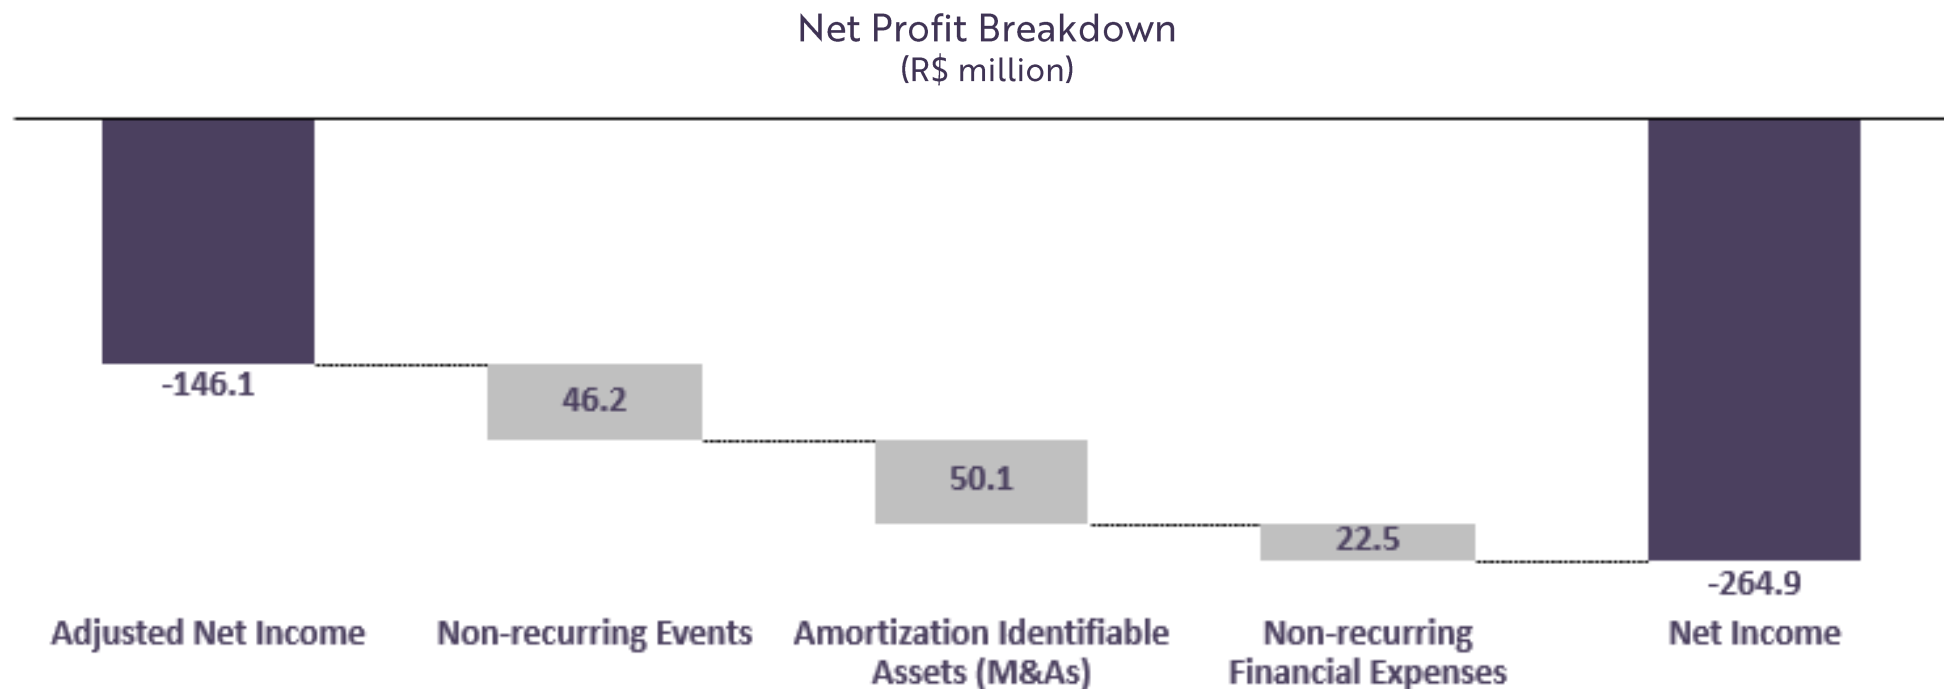 Net Profit Breakdown
(R$ million)
-146.1
46.2
50.1
22.5
-264.9
Adjusted Net Income
Non-recurring Events
Amortization Identifiable
Assets (M&As)
Non-recurring
Financial Expenses
Net Income